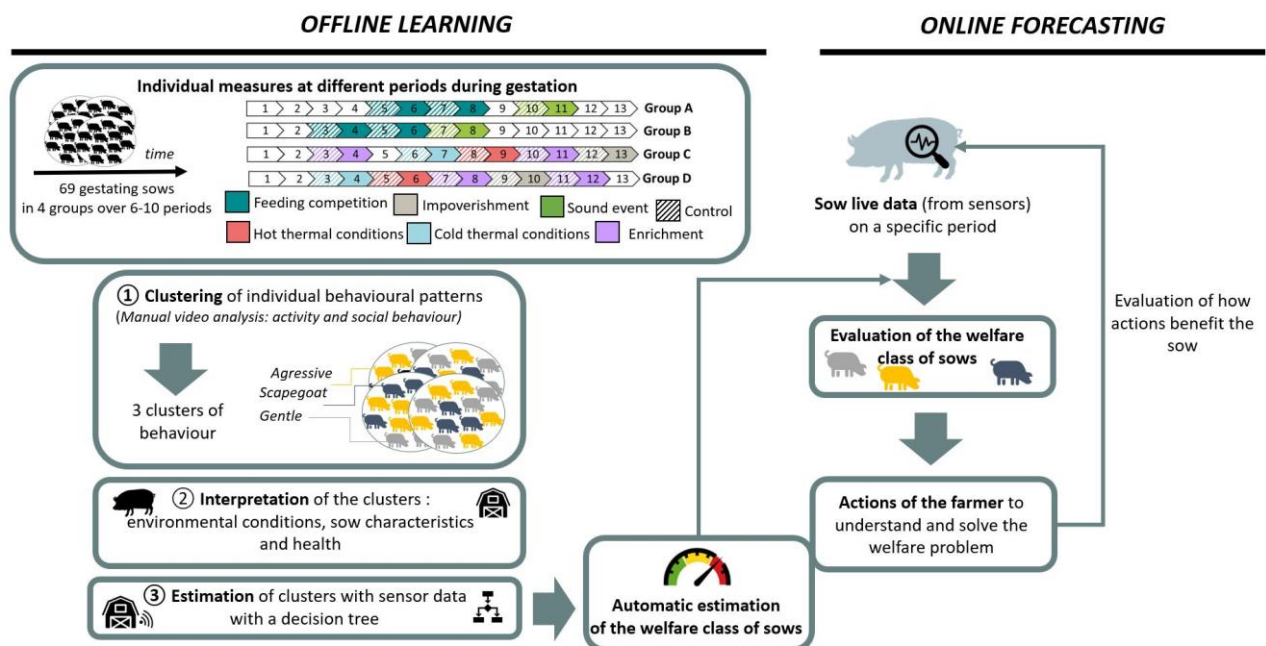 OFFLINE LEARNING
Individual measures at different periods during gestation
1 2 3 4 5 6 7 8 9 10 11 12 13 Group A
1 2 3 4 5 6 7 8 9 10 11 12 13 Group B
1 2 3 4 5 6 7 8 9 10 11 12 13 Group C
1 2 3 4 5 6 7 8 9 10 11 12 13 Group D
time
69 gestating sows
in 4 groups over 6-10 periods
Feeding competition Impoverishment Sound event Control
Hot thermal conditions Cold thermal conditions Enrichment
① Clustering of individual behavioural patterns
(Manual video analysis: activity and social behaviour)
3 clusters of
behaviour
Agressive
Scapegoat
Gentle
② Interpretation of the clusters :
environmental conditions, sow characteristics
and health
③ Estimation of clusters with sensor data
with a decision tree
Automatic estimation
of the welfare class of sows
ONLINE FORECASTING
Sow live data (from sensors)
on a specific period
Evaluation of the welfare
class of sows
Actions of the farmer to
understand and solve the
welfare problem
Evaluation of how
actions benefit the
sow